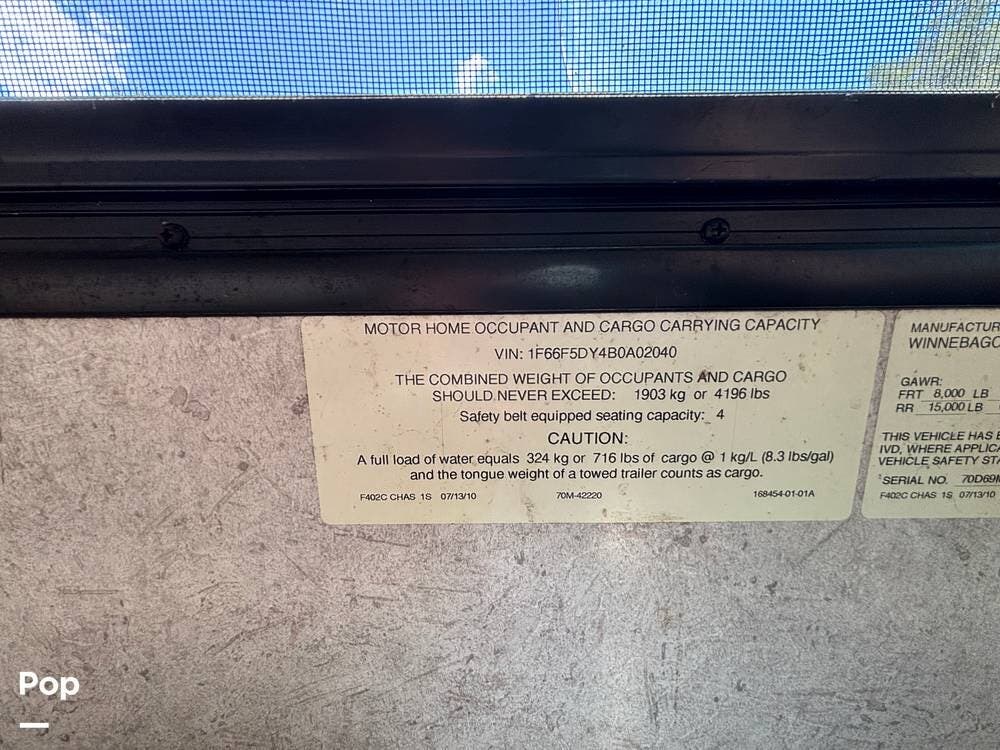 MOTOR HOME OCCUPANT AND CARGO CARRYING CAPACITY
VIN: 1F66F5DY4B0A02040
THE COMBINED WEIGHT OF OCCUPANTS AND CARGO
SHOULD NEVER EXCEED: 1903 kg or 4196 lbs
Safety belt equipped seating capacity: 4
CAUTION:
A full load of water equals 324 kg or 716 lbs of cargo @ 1 kg/L (8.3 lbs/gal)
and the tongue weight of a towed trailer counts as cargo.
F402C CHAS 1S 07/13/10 70M-42220 168454-01-01A
MANUFACTUR
WINNEBAGO
GAWR:
FRT 8,000 LB
RR 15,000 LB
THIS VEHICLE HAS
IVD, WHERE APPLICA
VEHICLE SAFETY STA
SERIAL NO. 70D69
F402C CHAS 1S 07/13/10
Pop